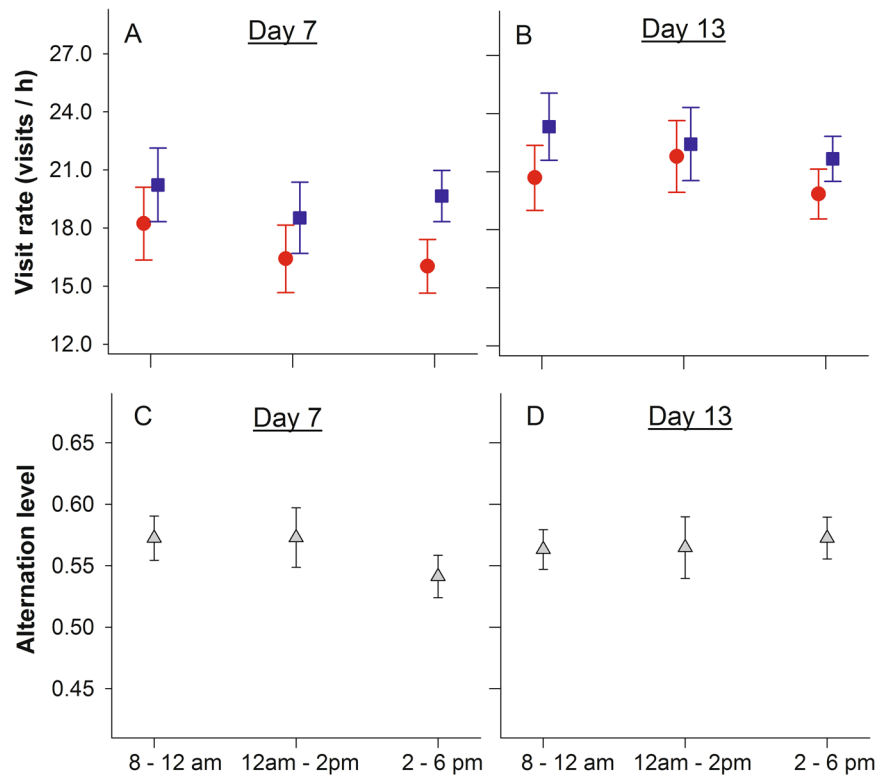 A
Day 7
B
Day 13
Visit rate (visits / h)
27.0
24.0
21.0
18.0
15.0
12.0
C
Day 7
D
Day 13
Alternation level
0.65
0.60
0.55
0.50
0.45
8 - 12 am
12am - 2pm
2 - 6 pm
8 - 12 am
12am - 2pm
2 - 6 pm